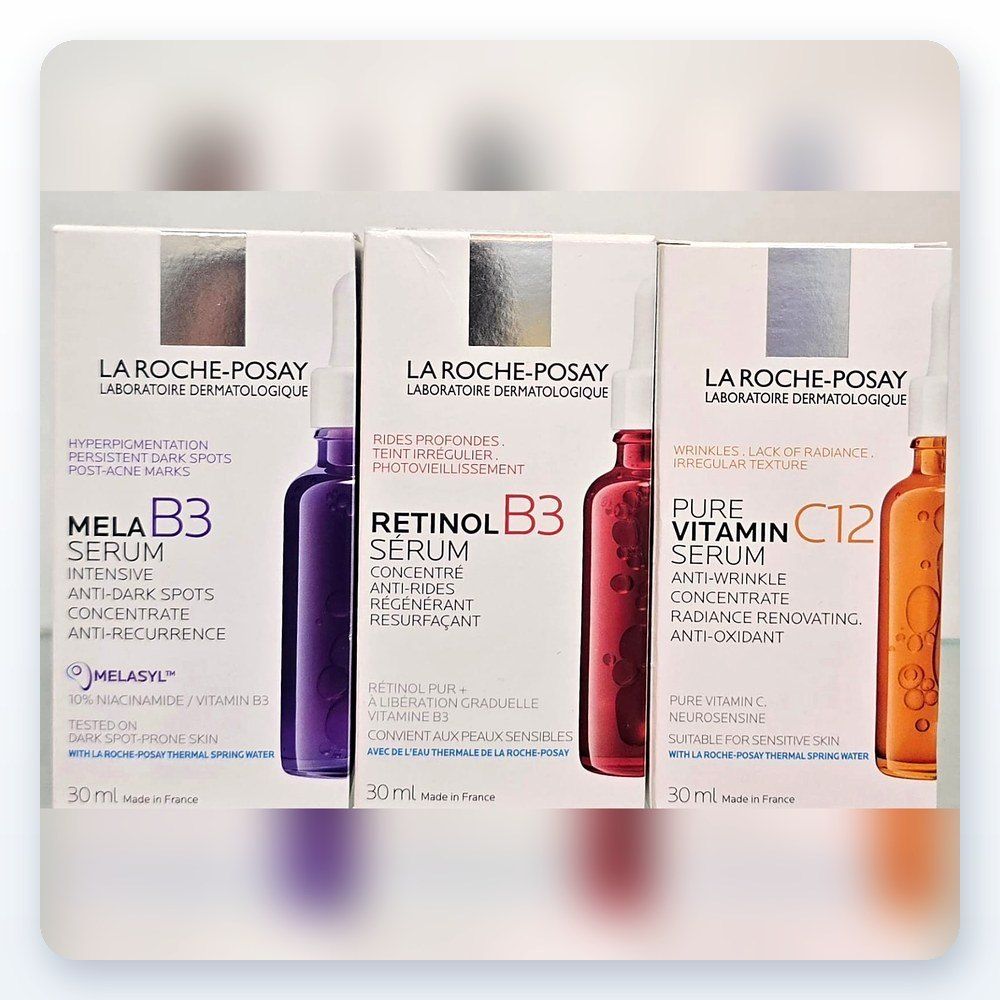 LA ROCHE-POSAY
LABORATOIRE DERMATOLOGIQUE
HYPERPIGMENTATION
PERSISTENT DARK SPOTS
POST-ACNE MARKS
MELA B3
SERUM
INTENSIVE
ANTI-DARK SPOTS
CONCENTRATE
ANTI-RECURRENCE
MELASYL™
10% NIACINAMIDE / VITAMIN B3
TESTED ON
DARK SPOT-PRONE SKIN
WITH LA ROCHE-POSAY THERMAL SPRING WATER
30 ml Made in France
LA ROCHE-POSAY
LABORATOIRE DERMATOLOGIQUE
RIDES PROFONDES.
TEINT IRRÉGULIER.
PHOTOVIEILLISSEMENT
RETINOL B3
SÉRUM
CONCENTRÉ
ANTI-RIDES
RÉGÉNÉRANT
RESURFAÇANT
RÉTINOL PUR +
À LIBÉRATION GRADUELLE
VITAMINE B3
CONVIENT AUX PEAUX SENSIBLES
AVEC DE L'EAU THERMALE DE LA ROCHE-POSAY
30 ml Made in France
LA ROCHE-POSAY
LABORATOIRE DERMATOLOGIQUE
WRINKLES. LACK OF RADIANCE.
IRREGULAR TEXTURE
PURE
VITAMIN C12
SERUM
ANTI-WRINKLE
CONCENTRATE
RADIANCE RENOVATING.
ANTI-OXIDANT
PURE VITAMIN C.
NEUROSENSINE
SUITABLE FOR SENSITIVE SKIN
WITH LA ROCHE-POSAY THERMAL SPRING WATER
30 ml Made in France